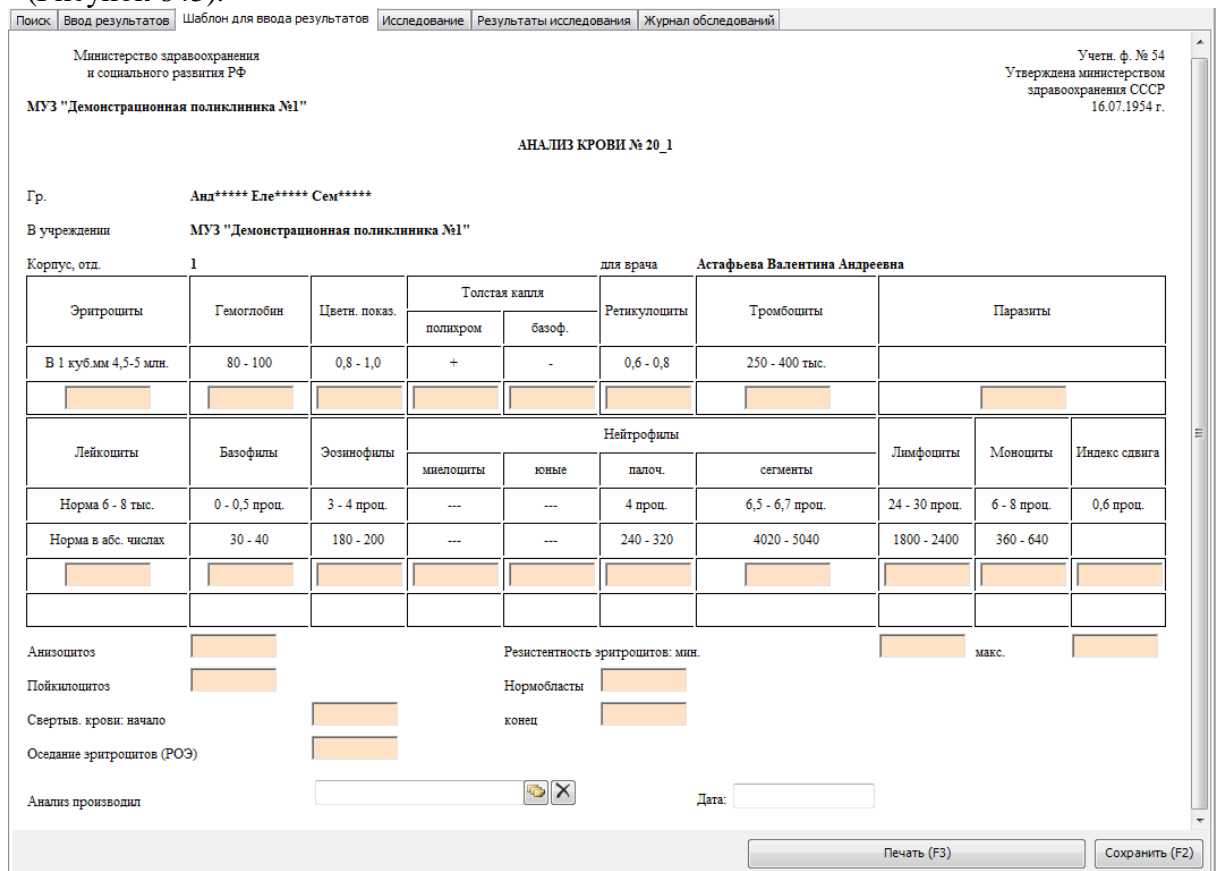 (Рисунок 8.5).
Поиск Ввод результатов Шаблон для ввода результатов Исследование Результаты исследования Журнал обследований
Министерство здравоохранения
и социального развития РФ
Учетн. ф. № 54
Утверждена министерством
здравоохранения СССР
16.07.1954 г.
МУЗ "Демонстрационная поликлиника №1"
АНАЛИЗ КРОВИ № 20_1
Гр. Анд***** Еле***** Сем*****
В учреждении МУЗ "Демонстрационная поликлиника №1"
Корпус, отд. 1 для врача Астафьева Валентина Андреевна
Эритроциты Гемоглобин Цветн. показ. Толстая капля Ретикулоциты Тромбоциты Паразиты
полихром базоф.
В 1 куб.мм 4,5-5 млн. 80 - 100 0,8 - 1,0 + - 0,6 - 0,8 250 - 400 тыс.
Лейкоциты Базофилы Эозинофилы Нейтрофилы Лимфоциты Моноциты Индекс сдвига
миелоциты юные палоч. сегменты
Норма 6 - 8 тыс. 0 - 0,5 проц. 3 - 4 проц. --- --- 4 проц. 6,5 - 6,7 проц. 24 - 30 проц. 6 - 8 проц. 0,6 проц.
Норма в абс. числах 30 - 40 180 - 200 --- --- 240 - 320 4020 - 5040 1800 - 2400 360 - 640
Анизоцитоз Резистентность эритроцитов: мин. макс.
Пойкилоцитоз Нормобласты
Свертыв. крови: начало конец
Оседание эритроцитов (РОЭ)
Анализ производил Дата:
Печать (F3) Сохранить (F2)